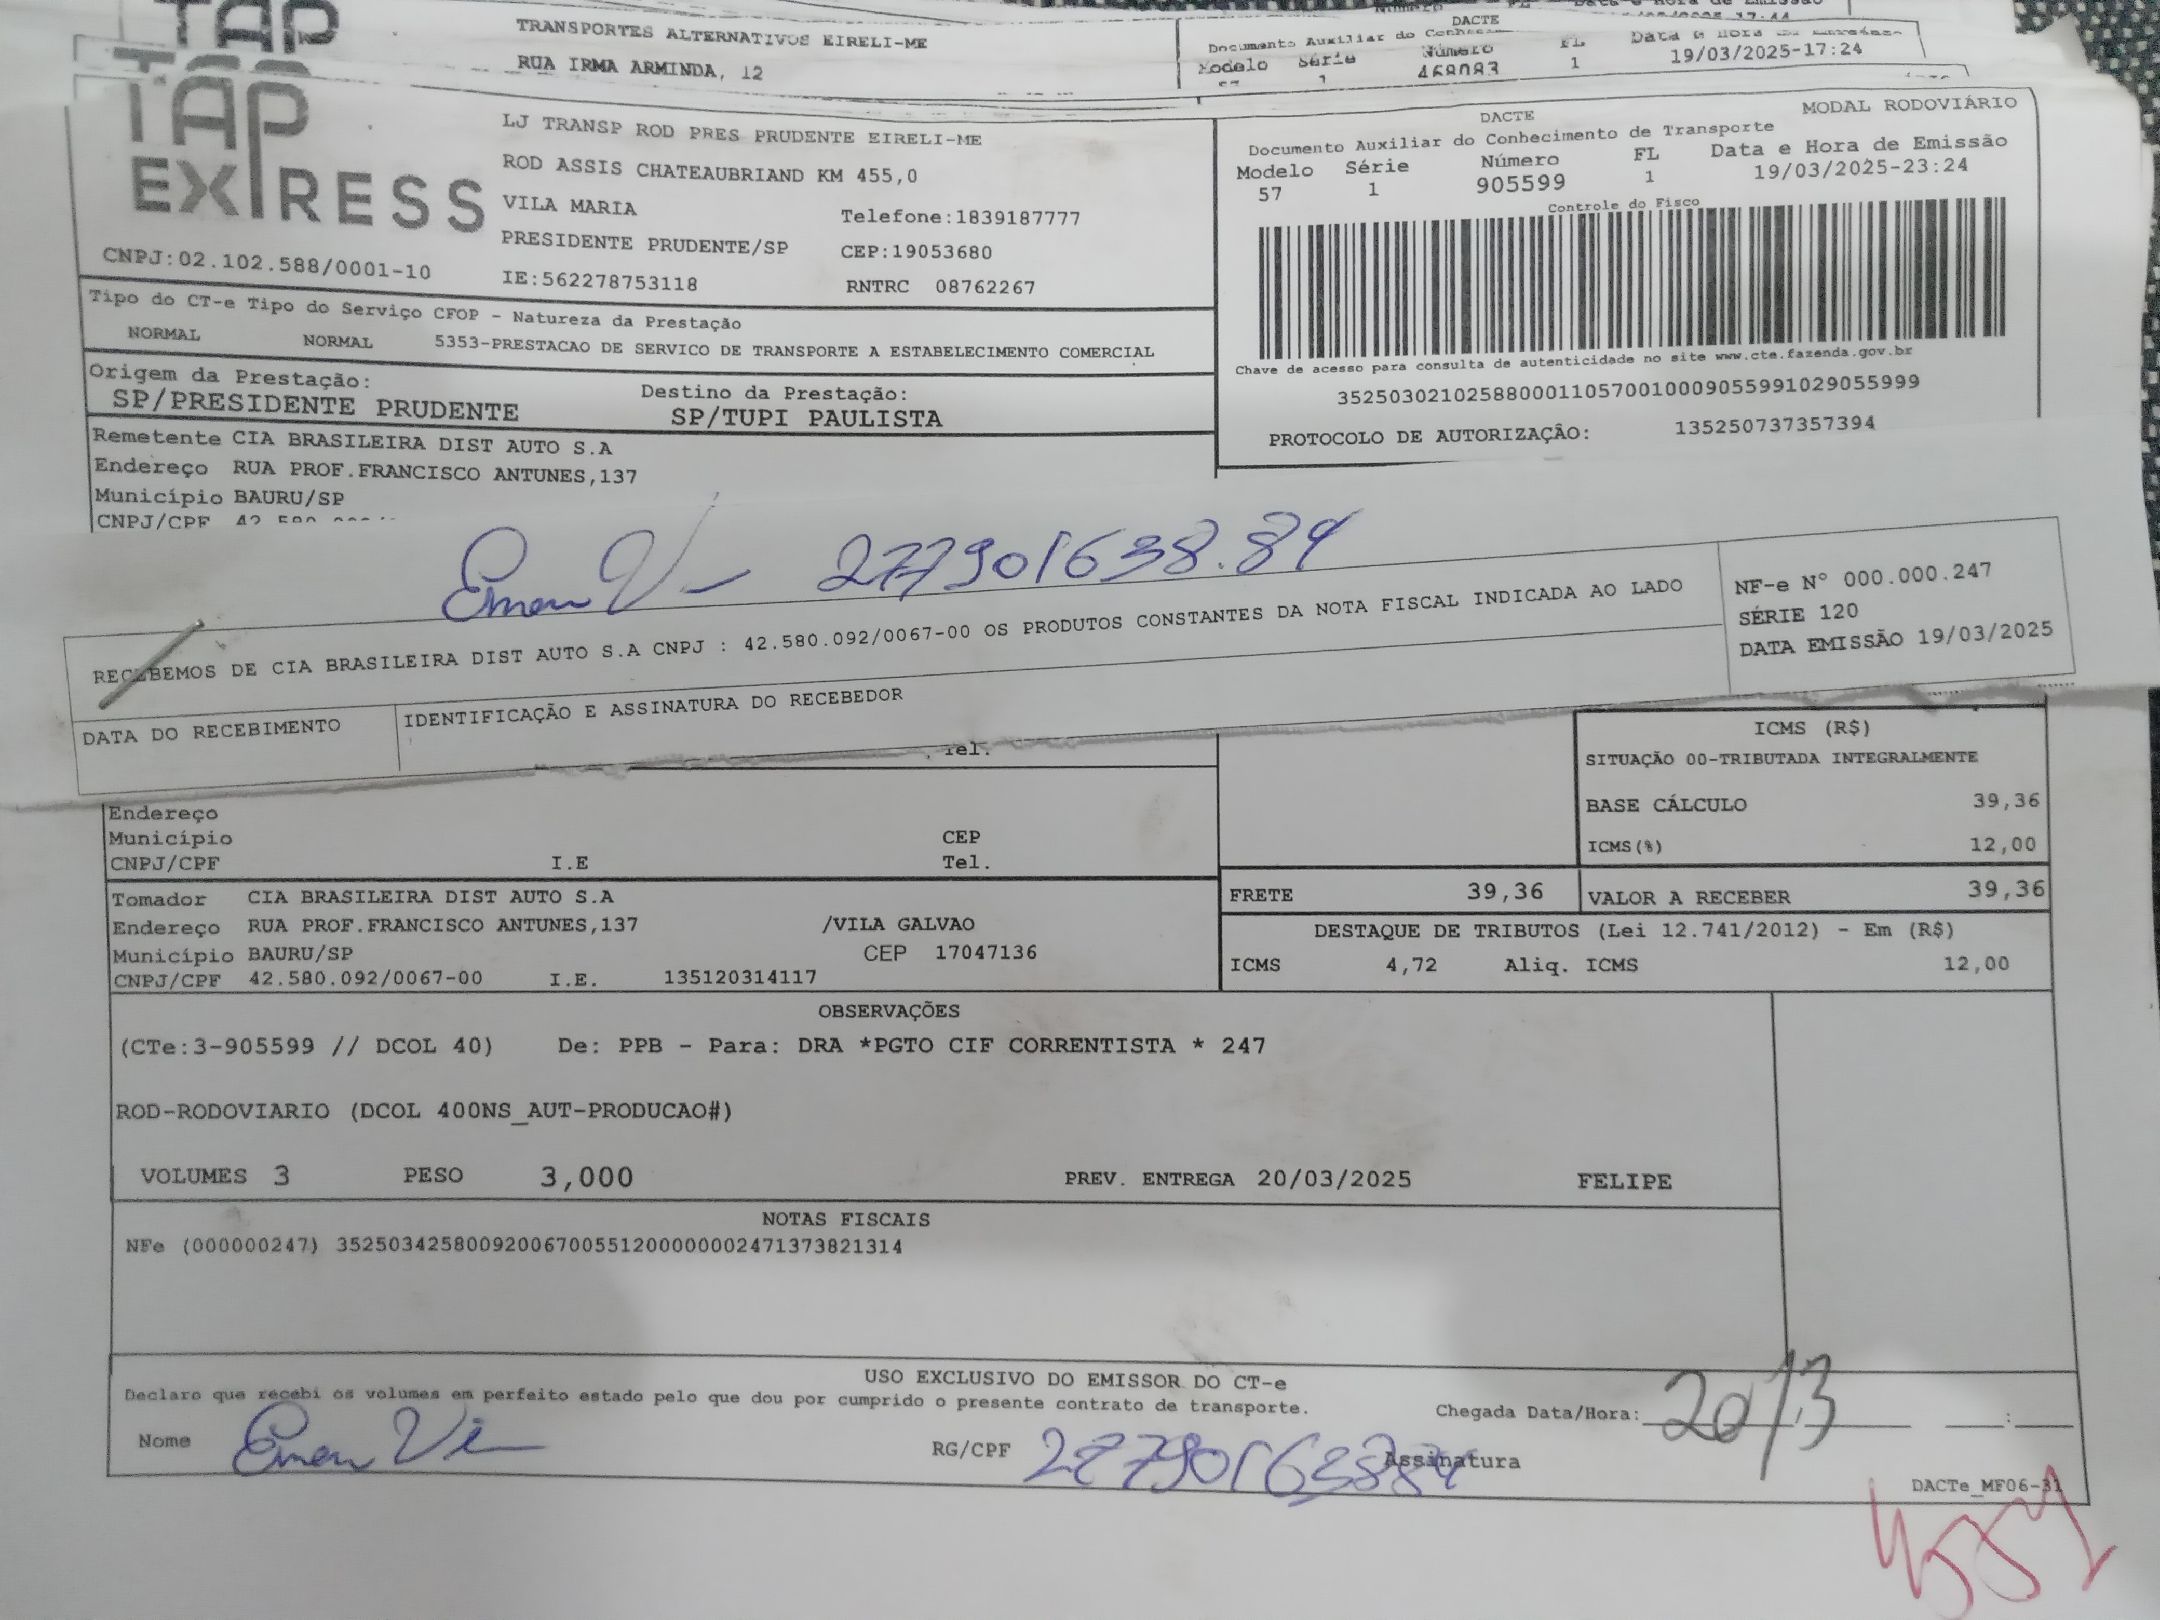 TAP
TRANSPORTES ALTERNATIVOS EIRELI-ME
RUA IRMA ARMINDA, 12
DACTE
Documento Auxiliar do
Modelo Série Número FL Data e Hora de
1 468083 1 19/03/2025-17:24
TAP
EXPRESS
CNPJ:02.102.588/0001-10
LJ TRANSP ROD PRES PRUDENTE EIRELI-ME
ROD ASSIS CHATEAUBRIAND KM 455,0
VILA MARIA Telefone:1839187777
PRESIDENTE PRUDENTE/SP CEP:19053680
IE:562278753118 RNTRC 08762267
DACTE MODAL RODOVIÁRIO
Documento Auxiliar do Conhecimento de Transporte
Modelo Série Número FL Data e Hora de Emissão
57 1 905599 1 19/03/2025-23:24
Controle do Fisco
Chave de acesso para consulta de autenticidade no site www.cte.fazenda.gov.br
35250302102588000110570010009055991029055999
PROTOCOLO DE AUTORIZAÇÃO: 135250737357394
Tipo do CT-e Tipo do Serviço CFOP - Natureza da Prestação
NORMAL NORMAL 5353-PRESTACAO DE SERVICO DE TRANSPORTE A ESTABELECIMENTO COMERCIAL
Origem da Prestação: Destino da Prestação:
SP/PRESIDENTE PRUDENTE SP/TUPI PAULISTA
Remetente CIA BRASILEIRA DIST AUTO S.A
Endereço RUA PROF.FRANCISCO ANTUNES,137
Município BAURU/SP
CNPJ/CPF
277901638.84
RECEBEMOS DE CIA BRASILEIRA DIST AUTO S.A CNPJ : 42.580.092/0067-00 OS PRODUTOS CONSTANTES DA NOTA FISCAL INDICADA AO LADO
NF-e Nº 000.000.247
SÉRIE 120
DATA EMISSÃO 19/03/2025
DATA DO RECEBIMENTO IDENTIFICAÇÃO E ASSINATURA DO RECEBEDOR
Tel.
Endereço
Município CEP
CNPJ/CPF I.E Tel.
ICMS (R$)
SITUAÇÃO 00-TRIBUTADA INTEGRALMENTE
BASE CÁLCULO 39,36
ICMS(%) 12,00
FRETE 39,36 VALOR A RECEBER 39,36
Tomador CIA BRASILEIRA DIST AUTO S.A
Endereço RUA PROF.FRANCISCO ANTUNES,137 /VILA GALVAO
Município BAURU/SP CEP 17047136
CNPJ/CPF 42.580.092/0067-00 I.E. 135120314117
DESTAQUE DE TRIBUTOS (Lei 12.741/2012) - Em (R$)
ICMS 4,72 Aliq. ICMS 12,00
OBSERVAÇÕES
(CTe:3-905599 // DCOL 40) De: PPB - Para: DRA *PGTO CIF CORRENTISTA * 247
ROD-RODOVIARIO (DCOL 400NS_AUT-PRODUCAO#)
VOLUMES 3 PESO 3,000 PREV. ENTREGA 20/03/2025 FELIPE
NOTAS FISCAIS
NFe (000000247) 35250342580092006700551200000002471373821314
USO EXCLUSIVO DO EMISSOR DO CT-e
Declaro que recebi os volumes em perfeito estado pelo que dou por cumprido o presente contrato de transporte.
Chegada Data/Hora: 20/3
Nome RG/CPF 27790163884 Assinatura
DACTe_MF06-31